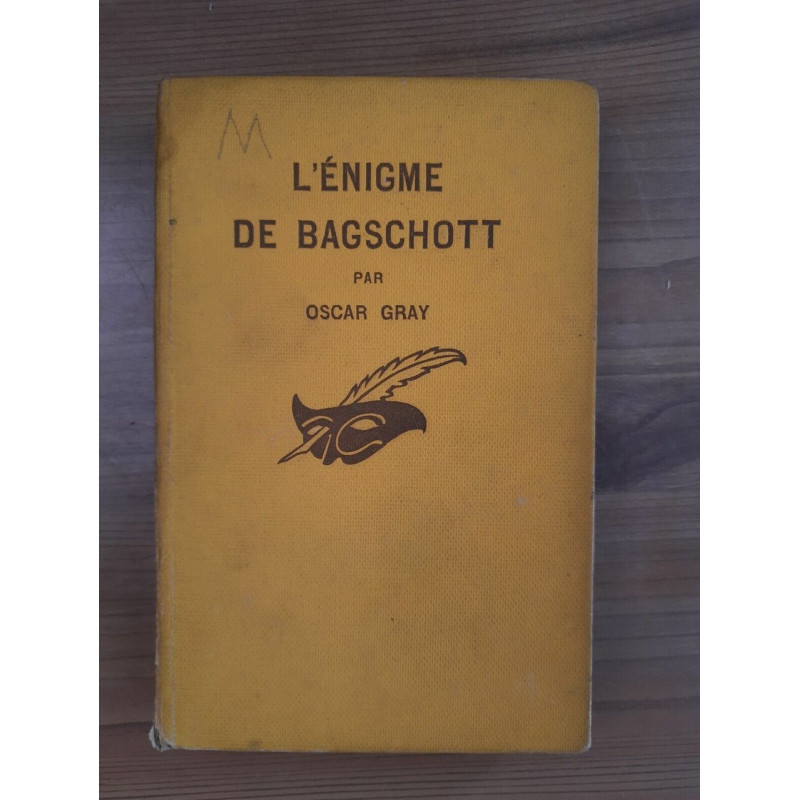 M
L'ÉNIGME
DE BAGSCHOTT
PAR
OSCAR GRAY